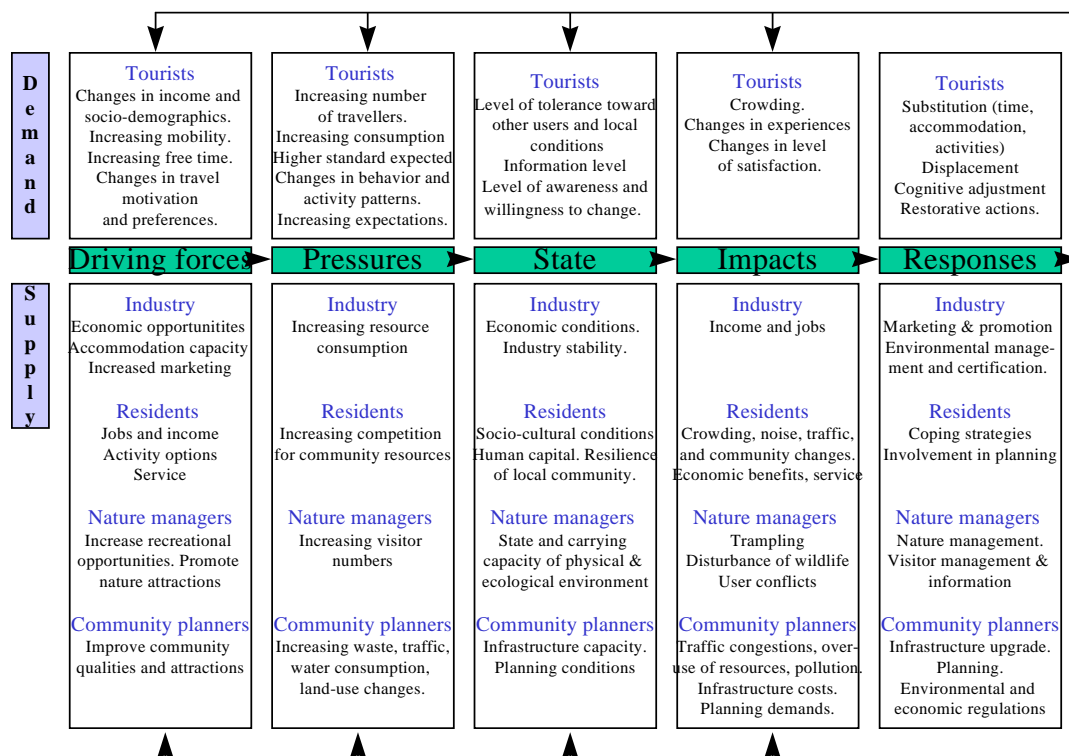 Demand
Tourists
Changes in income and
socio-demographics.
Increasing mobility.
Increasing free time.
Changes in travel
motivation
and preferences.
Tourists
Increasing number
of travellers.
Increasing consumption
Higher standard expected
Changes in behavior and
activity patterns.
Increasing expectations.
Tourists
Level of tolerance toward
other users and local
conditions
Information level
Level of awareness and
willingness to change.
Tourists
Crowding.
Changes in experiences
Changes in level
of satisfaction.
Tourists
Substitution (time,
accommodation,
activities)
Displacement
Cognitive adjustment
Restorative actions.
Driving forces
Pressures
State
Impacts
Responses
Supply
Industry
Economic opportunitites
Accommodation capacity
Increased marketing
Residents
Jobs and income
Activity options
Service
Nature managers
Increase recreational
opportunities. Promote
nature attractions
Community planners
Improve community
qualities and attractions
Industry
Increasing resource
consumption
Residents
Increasing competition
for community resources
Nature managers
Increasing visitor
numbers
Community planners
Increasing waste, traffic,
water consumption,
land-use changes.
Industry
Economic conditions.
Industry stability.
Residents
Socio-cultural conditions
Human capital. Resilience
of local community.
Nature managers
State and carrying
capacity of physical &
ecological environment
Community planners
Infrastructure capacity.
Planning conditions
Industry
Income and jobs
Residents
Crowding, noise, traffic,
and community changes.
Economic benefits, service
Nature managers
Trampling
Disturbance of wildlife
User conflicts
Community planners
Traffic congestions, over-
use of resources, pollution.
Infrastructure costs.
Planning demands.
Industry
Marketing & promotion
Environmental manage-
ment and certification.
Residents
Coping strategies
Involvement in planning
Nature managers
Nature management.
Visitor management &
information
Community planners
Infrastructure upgrade.
Planning.
Environmental and
economic regulations